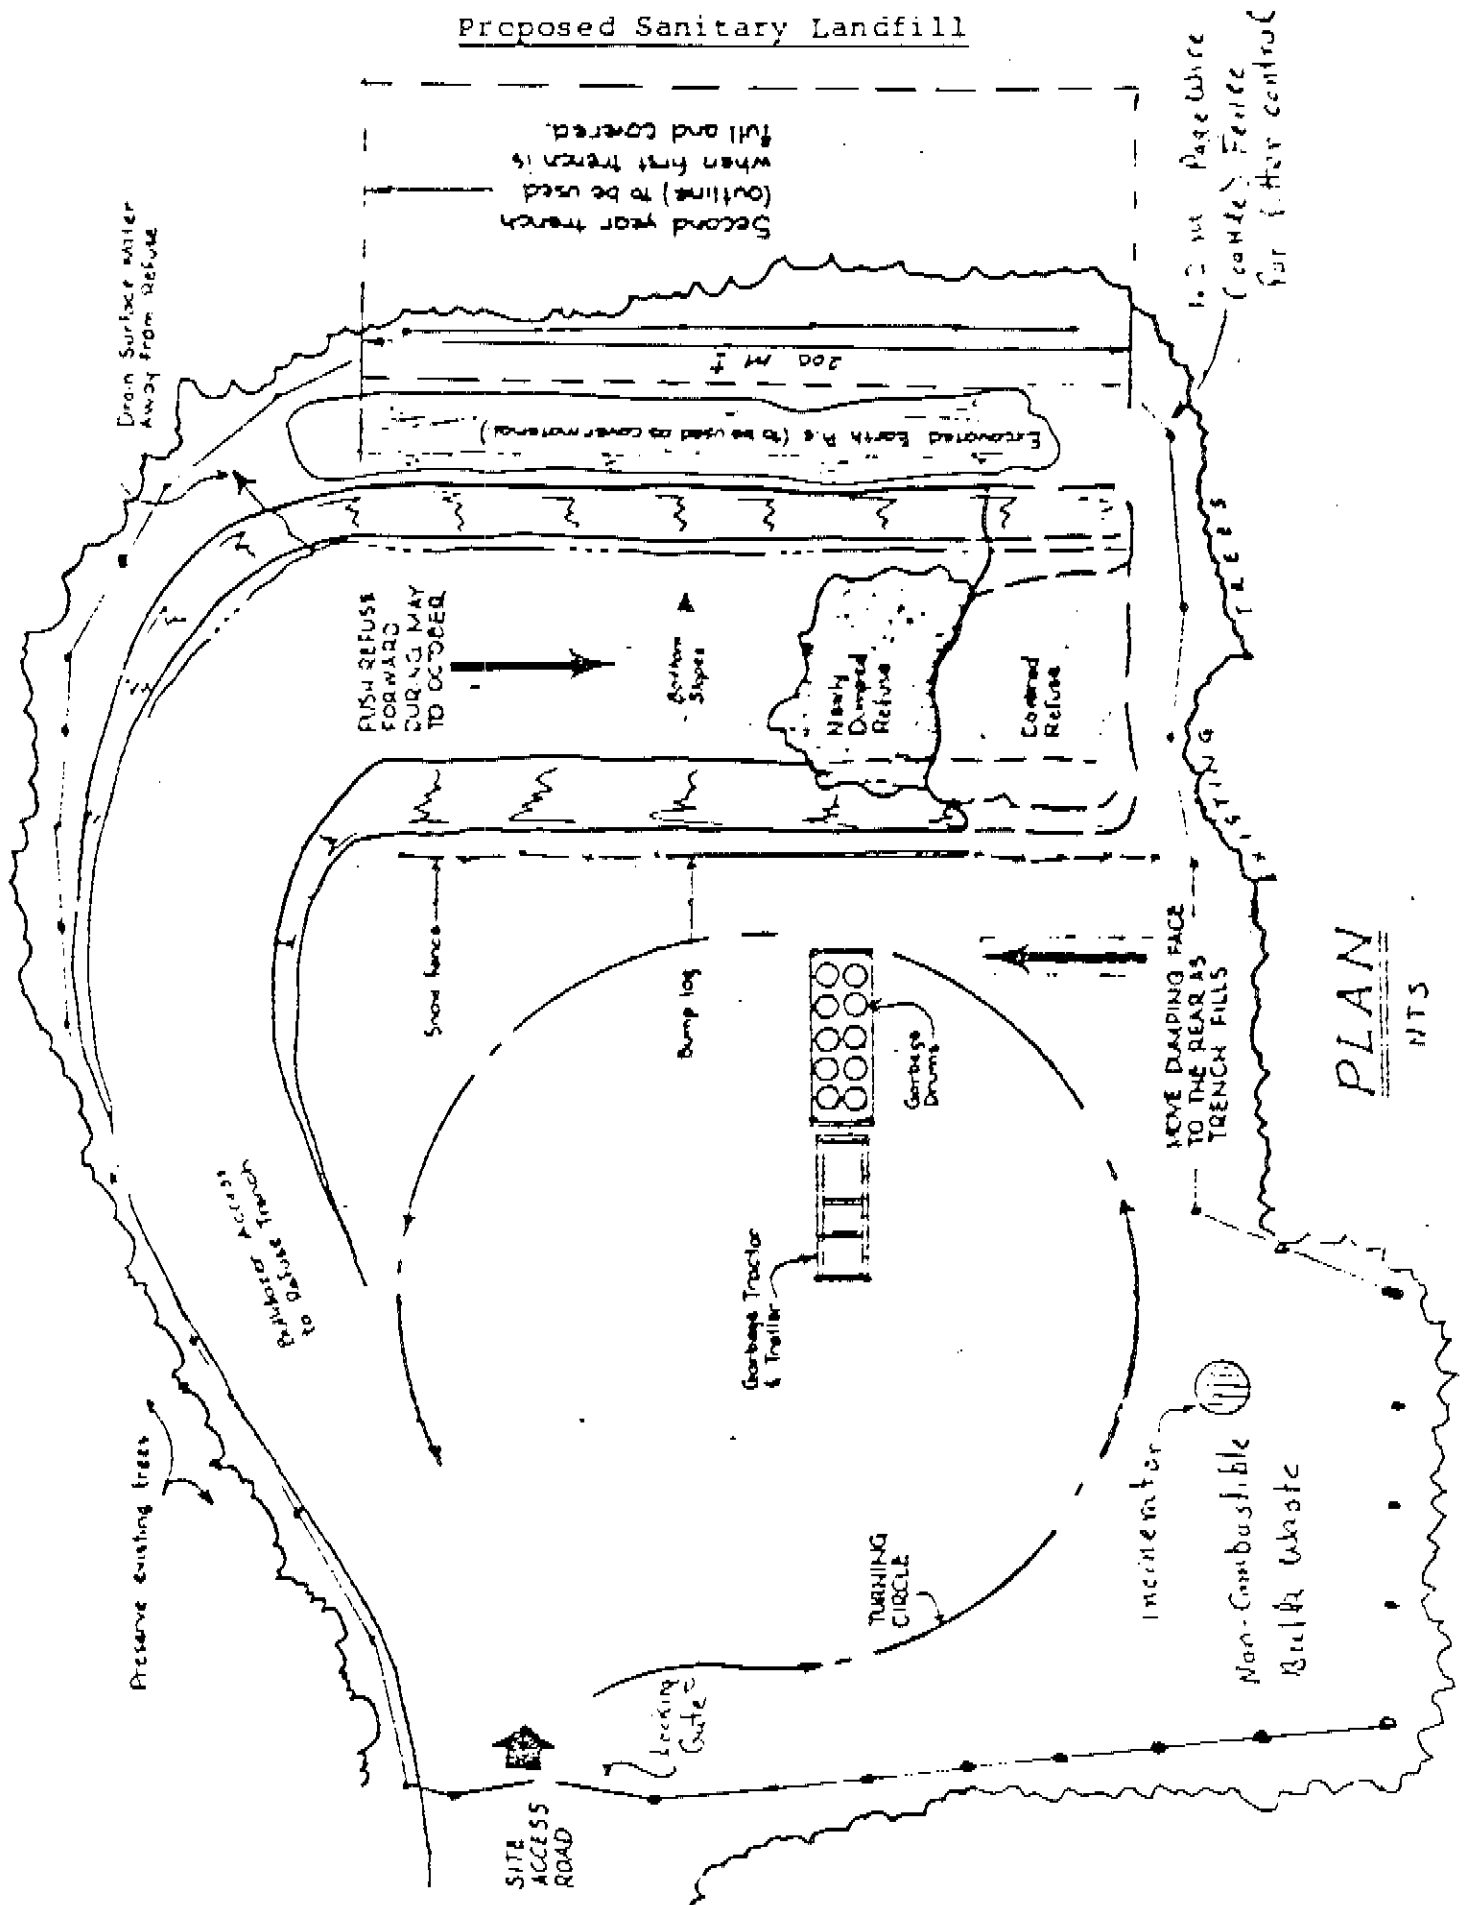 Proposed Sanitary Landfill
Second year trench
(outline) to be used
when first trench is
full and covered.
Drain Surface Water
Away from Refuse
1.2 m Page Wire
(cattle) Fence
For Litter control
200 m ±
Excavated Earth Pile (to be used as cover material)
PUSH REFUSE
FORWARD
DURING MAY
TO OCTOBER
Bottom
Slopes
Newly
Dumped
Refuse
Covered
Refuse
EXISTING TREES
Snow fence
Bump log
Garbage
Drums
MOVE DUMPING FACE
TO THE REAR AS
TRENCH FILLS
PLAN
NTS
Bulldozer Access
to Refuse Trench
Garbage Tractor
& Trailer
Preserve existing trees
TURNING
CIRCLE
Incinerator
Non-Combustible
Bulk Waste
Locking
Gate
SITE
ACCESS
ROAD